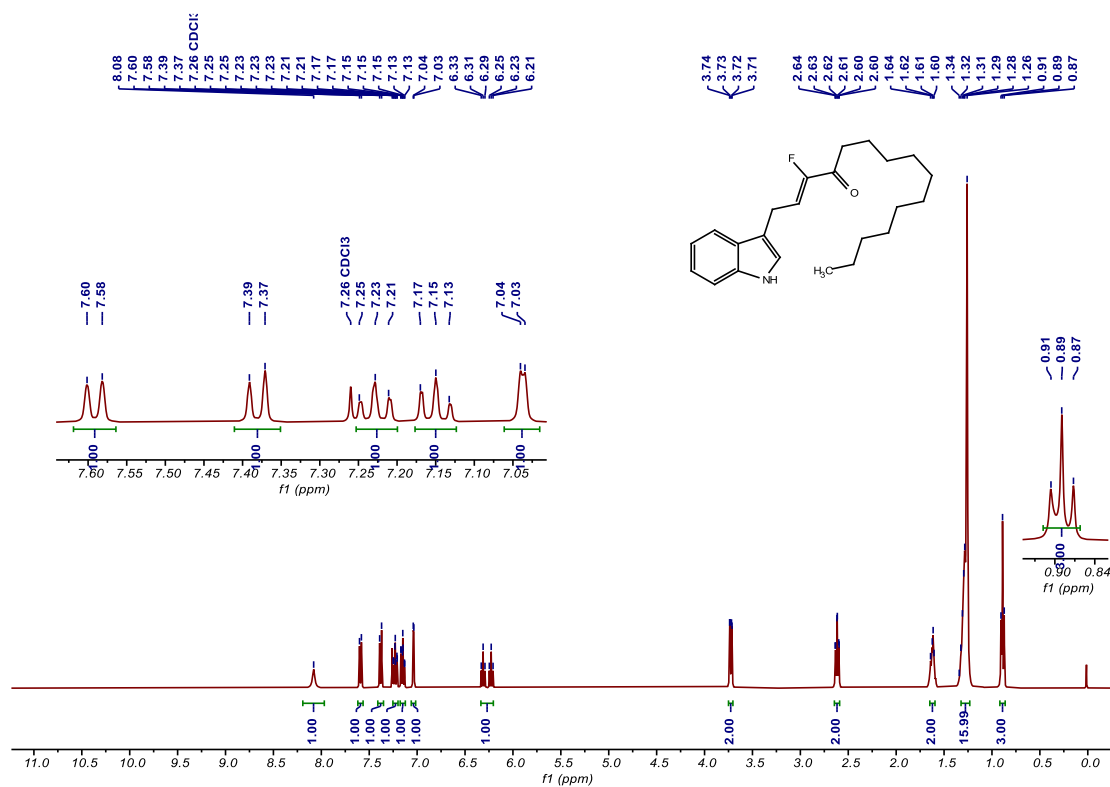 8.08 7.60 7.58 7.39 7.37 7.26 CDCl3 7.25 7.25 7.23 7.23 7.23 7.21 7.21 7.17 7.17 7.15 7.15 7.15 7.13 7.13 7.04 7.03 6.33 6.31 6.29 6.25 6.23 6.21 3.74 3.73 3.72 3.71 2.64 2.63 2.62 2.61 2.60 2.60 1.64 1.62 1.61 1.60 1.34 1.32 1.31 1.29 1.28 1.26 0.91 0.89 0.87
F
O
NH
H₃C
7.60 7.58 7.39 7.37 7.26 CDCl3 7.25 7.23 7.21 7.17 7.15 7.13 7.04 7.03
1.00 1.00 1.00 1.00 1.00
7.60 7.55 7.50 7.45 7.40 7.35 7.30 7.25 7.20 7.15 7.10 7.05
f1 (ppm)
0.91 0.89 0.87
3.00
0.90 0.84
f1 (ppm)
1.00 1.00 1.00 1.00 1.00 1.00 1.00 2.00 2.00 2.00 15.99 3.00
11.0 10.5 10.0 9.5 9.0 8.5 8.0 7.5 7.0 6.5 6.0 5.5 5.0 4.5 4.0 3.5 3.0 2.5 2.0 1.5 1.0 0.5 0.0
f1 (ppm)